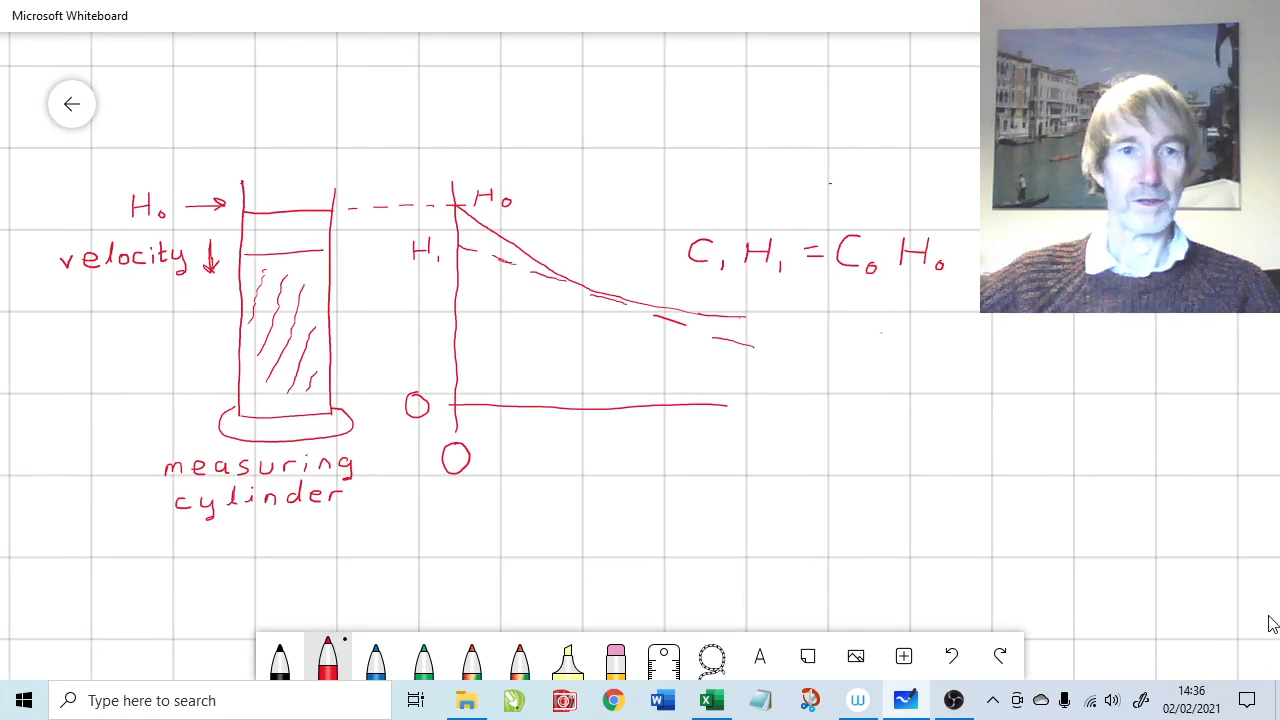 Microsoft Whiteboard
H₀ →
H₀
velocity ↓
H₁
C₁ H₁ = C₀ H₀
0
0
measuring
cylinder
A
Type here to search
14:36
02/02/2021